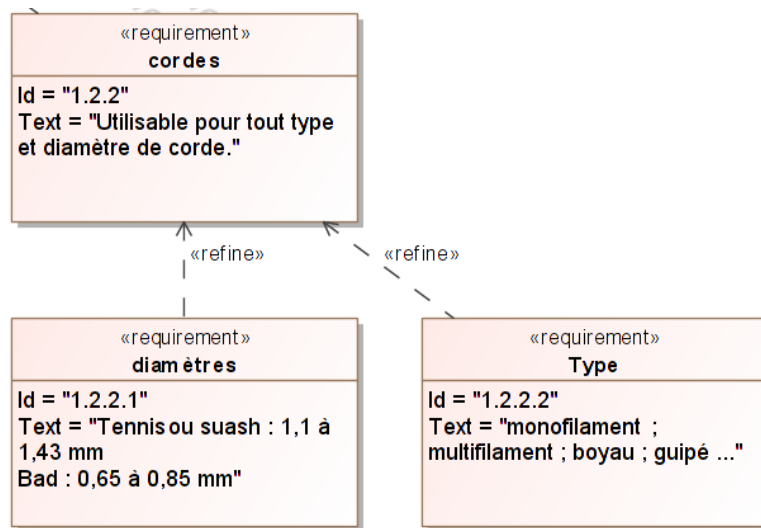 «requirement»
cordes
Id = "1.2.2"
Text = "Utilisable pour tout type
et diamètre de corde."
«refine»
«refine»
«requirement»
diamètres
Id = "1.2.2.1"
Text = "Tennis ou suash : 1,1 à
1,43 mm
Bad : 0,65 à 0,85 mm"
«requirement»
Type
Id = "1.2.2.2"
Text = "monofilament ;
multifilament ; boyau ; guipé ..."